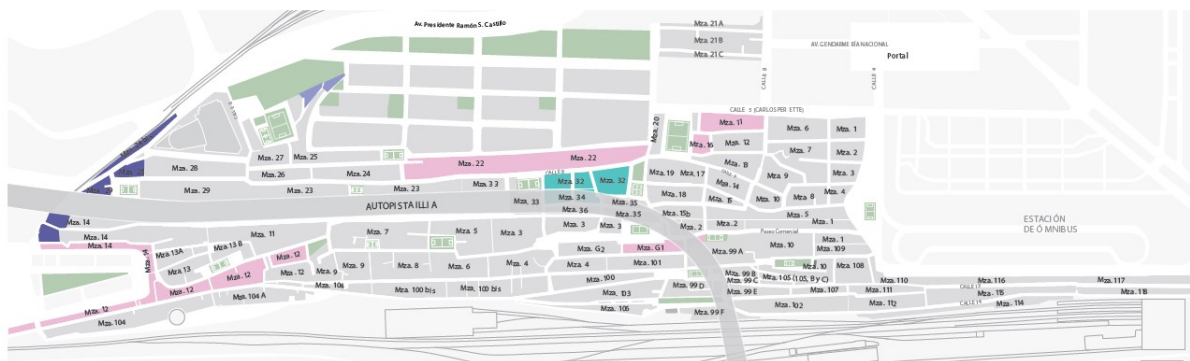 Av. Presidente Ramón S. Castillo
Mza. 21 A
Mza. 21 B
Mza. 21 C
AV. GENDARMERÍA NACIONAL
Portal
CALLE 8
CALLE 4
CALLE 5 (CARLOS PERETTE)
Mza. 20
Mza. 11
Mza. 6
Mza. 1
Mza. 16
Mza. 12
Mza. 7
Mza. 2
Mza. 27
Mza. 25
Mza. 28
Mza. 26
Mza. 24
Mza. 22
Mza. 22
Mza. 19
Mza. 17
Mza. 13
Mza. 9
Mza. 3
Mza. 29
Mza. 23
Mza. 23
Mza. 33
Mza. 32
Mza. 32
Mza. 18
Mza. 14
Mza. 15
Mza. 10
Mza. 8
Mza. 4
AUTOPISTA ILLIA
Mza. 33
Mza. 34
Mza. 35
Mza. 36
Mza. 35
Mza. 15b
Mza. 5
Mza. 1
ESTACIÓN
DE ÓMNIBUS
Mza. 14
Mza. 14
Mza. 14
Mza. 11
Mza. 7
Mza. 5
Mza. 3
Mza. 3
Mza. 3
Mza. 2
Mza. 2
Paseo Comercial
Mza. 13A
Mza. 13 B
Mza. G2
Mza. G1
Mza. 99 A
Mza. 10
Mza. 1
Mza. 109
Mza. 13
Mza. 12
Mza. 12
Mza. 12
Mza. 12
Mza. 9
Mza. 9
Mza. 8
Mza. 6
Mza. 4
Mza. 4
Mza. 101
Mza. 10
Mza. 108
Mza. 99 B
Mza. 99 C
Mza. 105 (105, B y C)
Mza. 110
Mza. 116
Mza. 117
Mza. 12
Mza. 104 A
Mza. 104
Mza. 100 bis
Mza. 100 bis
Mza. 100
Mza. 103
Mza. 99 D
Mza. 99 E
Mza. 107
Mza. 111
Mza. 115
Mza. 118
Mza. 106
Mza. 99 F
Mza. 102
Mza. 112
Mza. 114